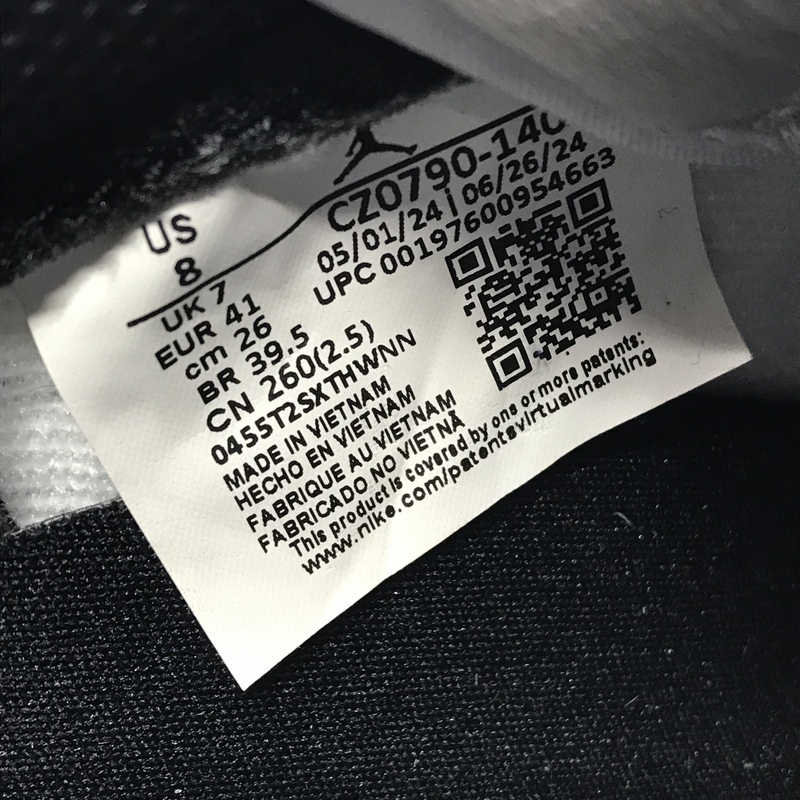 US
8
UK 7
EUR 41
cm 26
BR 39.5
CN 260(2.5)
0455T2SXTHWNN
MADE IN VIETNAM
HECHO EN VIETNAM
FABRIQUE AU VIETNAM
FABRICADO NO VIETNÃ
CZ0790-140
05/01/24 | 06/26/24
UPC 00197600954663
This product is covered by one or more patents:
www.nike.com/patentsvirtualmarking